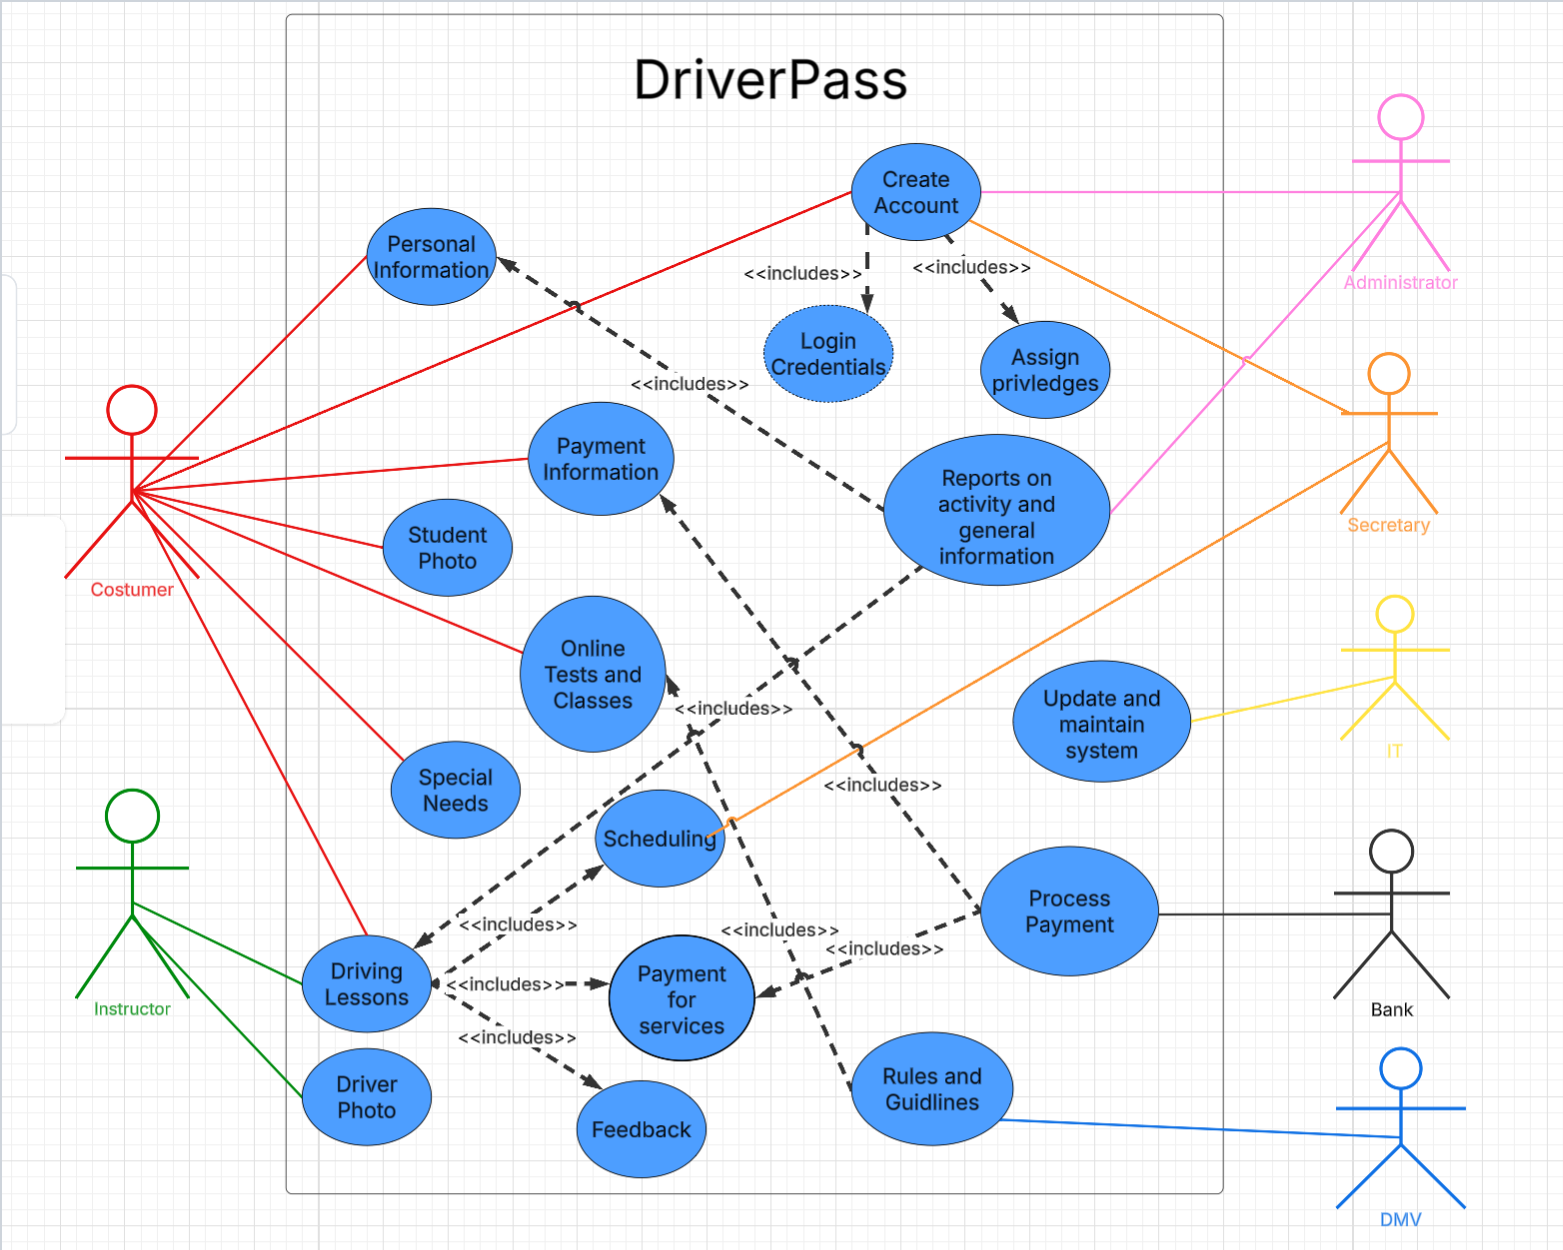 DriverPass
Create
Account
Personal
Information
<<includes>>
<<includes>>
Administrator
Login
Credentials
Assign
privledges
<<includes>>
Payment
Information
Reports on
activity and
general
information
Secretary
Student
Photo
Costumer
Online
Tests and
Classes
<<includes>>
Update and
maintain
system
IT
Special
Needs
<<includes>>
Scheduling
Process
Payment
<<includes>>
<<includes>>
<<includes>>
Driving
Lessons
<<includes>>
Payment
for
services
Instructor
Bank
<<includes>>
Driver
Photo
Feedback
Rules and
Guidlines
DMV